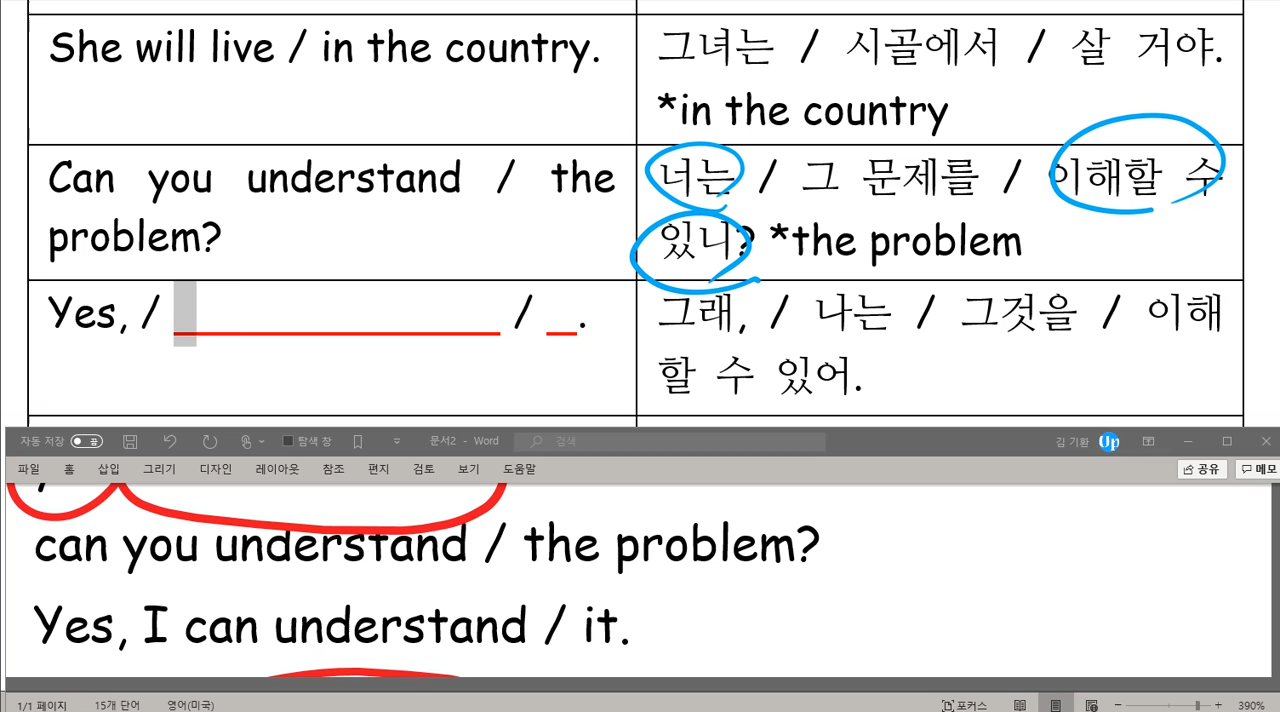 She will live / in the country.
그녀는 / 시골에서 / 살 거야.
*in the country
Can you understand / the
problem?
너는 / 그 문제를 / 이해할 수
있니? *the problem
Yes, / / .
그래, / 나는 / 그것을 / 이해
할 수 있어.
자동 저장 끔 탐색 창 문서2 - Word 검색 김 기환 Up
파일 홈 삽입 그리기 디자인 레이아웃 참조 편지 검토 보기 도움말 공유 메모
can you understand / the problem?
Yes, I can understand / it.
1/1 페이지 15개 단어 영어(미국) 포커스 390%